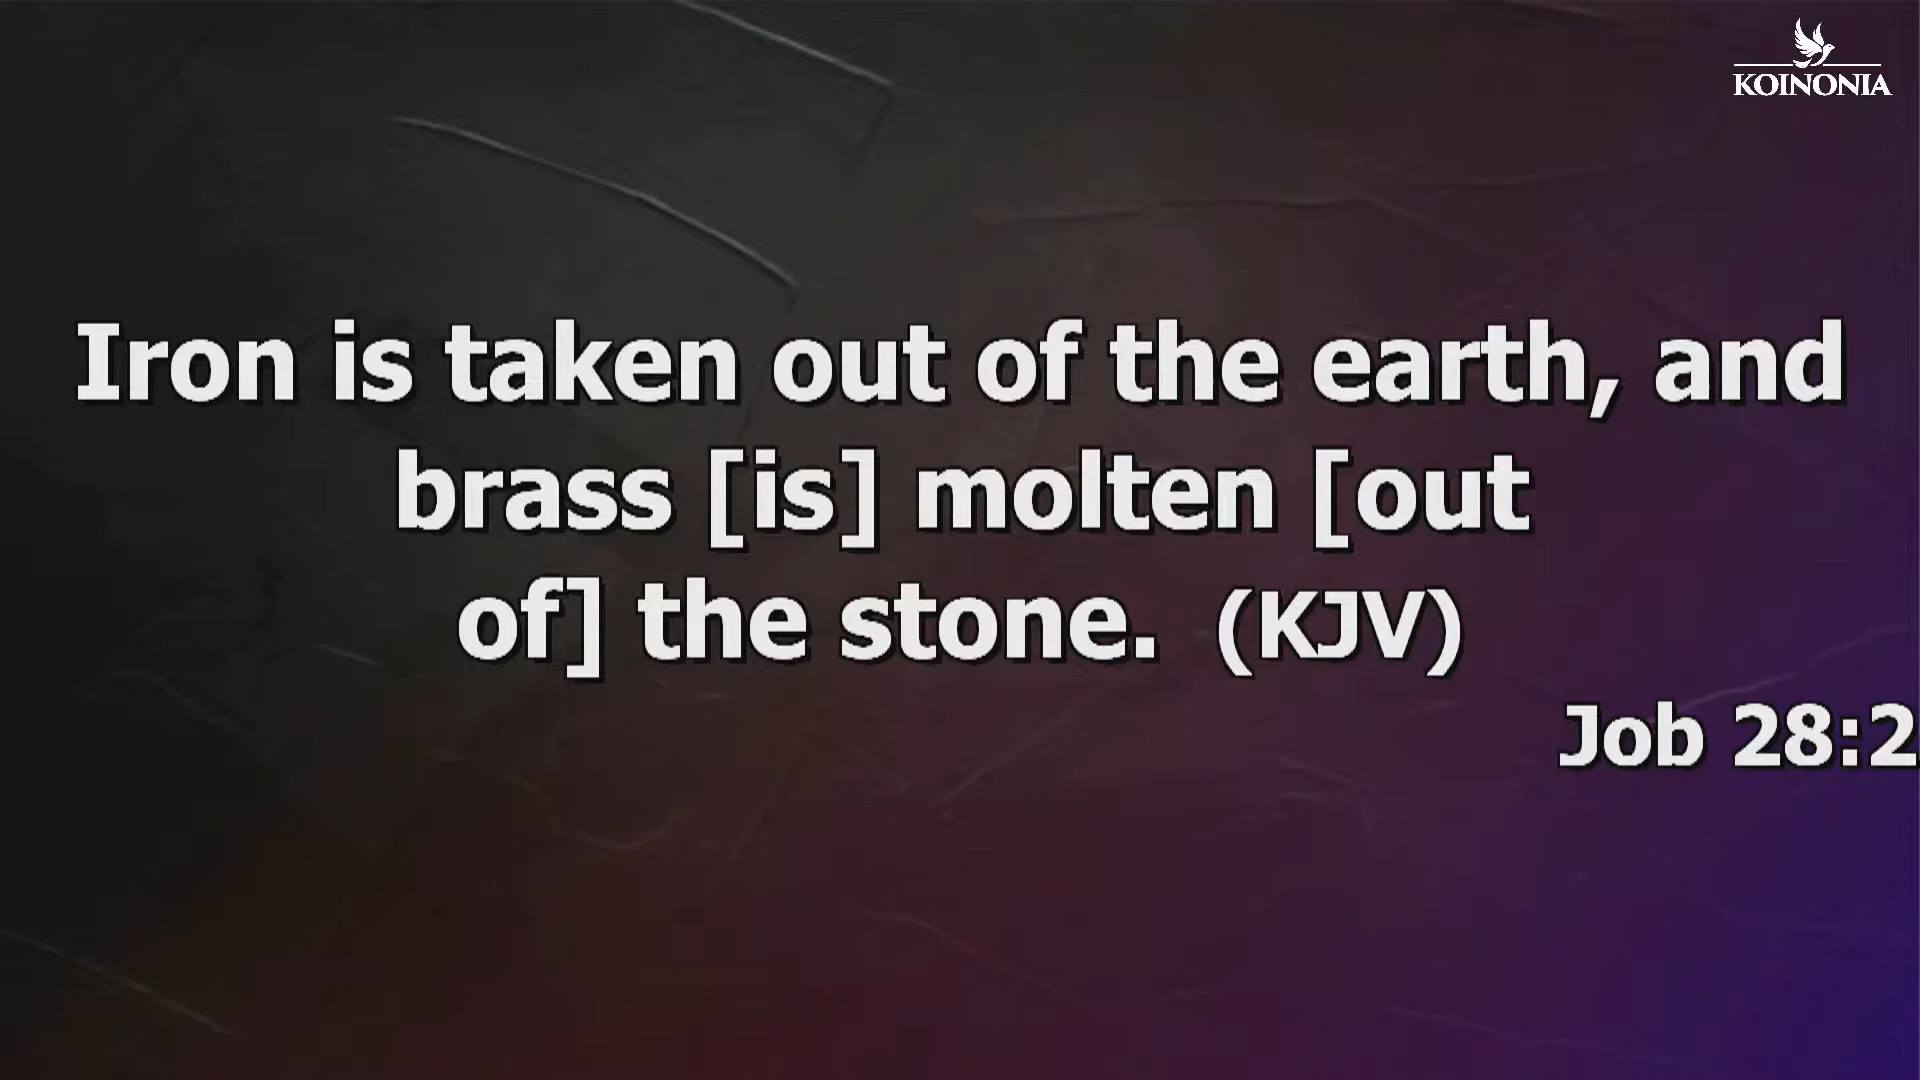 KOINONIA
Iron is taken out of the earth, and
brass [is] molten [out
of] the stone. (KJV)
Job 28:2